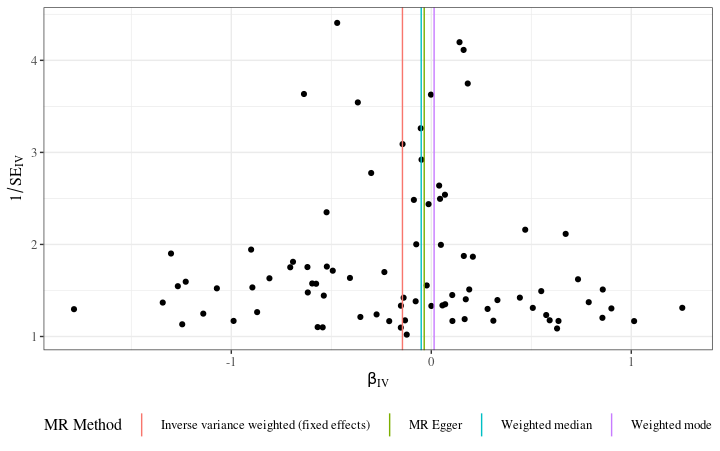 1/SE_IV
4
3
2
1
-1
0
1
β_IV
MR Method
Inverse variance weighted (fixed effects)
MR Egger
Weighted median
Weighted mode